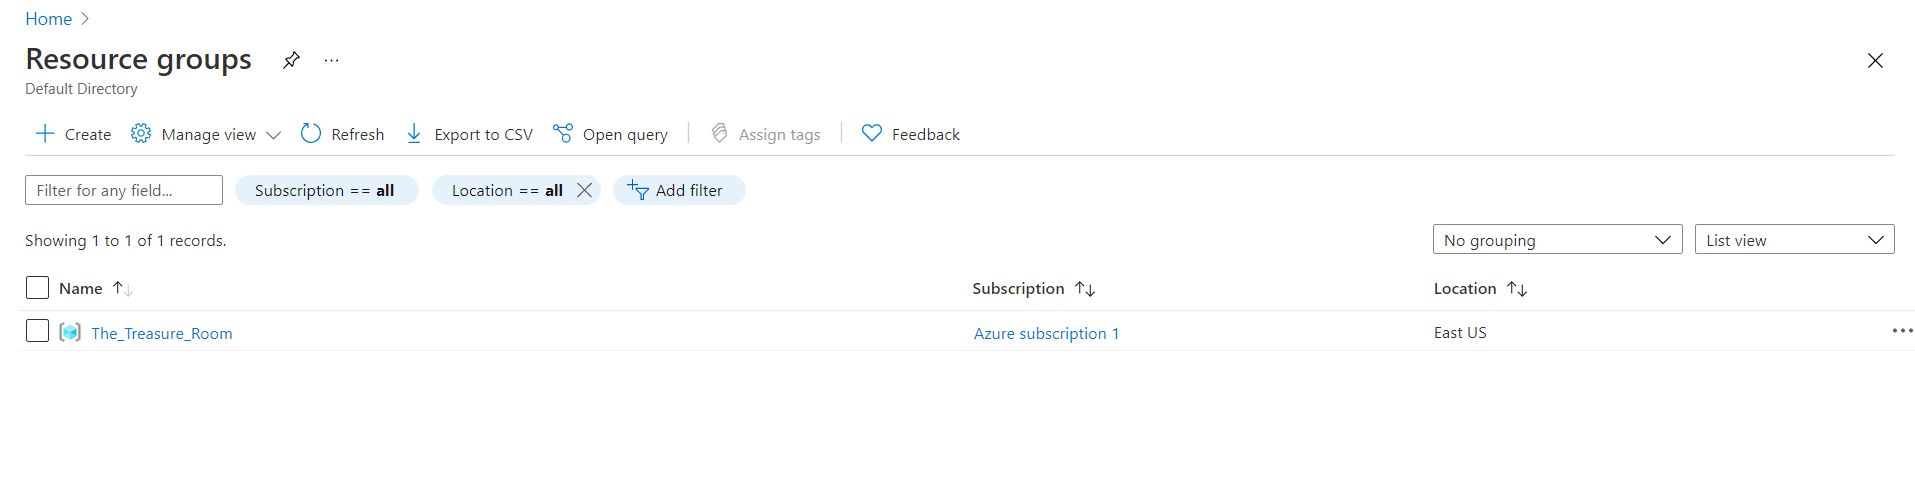 Home
Resource groups
Default Directory
Create Manage view Refresh Export to CSV Open query Assign tags Feedback
Filter for any field... Subscription == all Location == all Add filter
Showing 1 to 1 of 1 records. No grouping List view
Name Subscription Location
The_Treasure_Room Azure subscription 1 East US